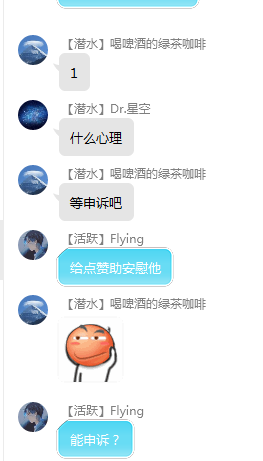 【潜水】喝啤酒的绿茶咖啡
1
【潜水】Dr.星空
什么心理
【潜水】喝啤酒的绿茶咖啡
等申诉吧
【活跃】Flying
给点赞助安慰他
【潜水】喝啤酒的绿茶咖啡
【活跃】Flying
能申诉？